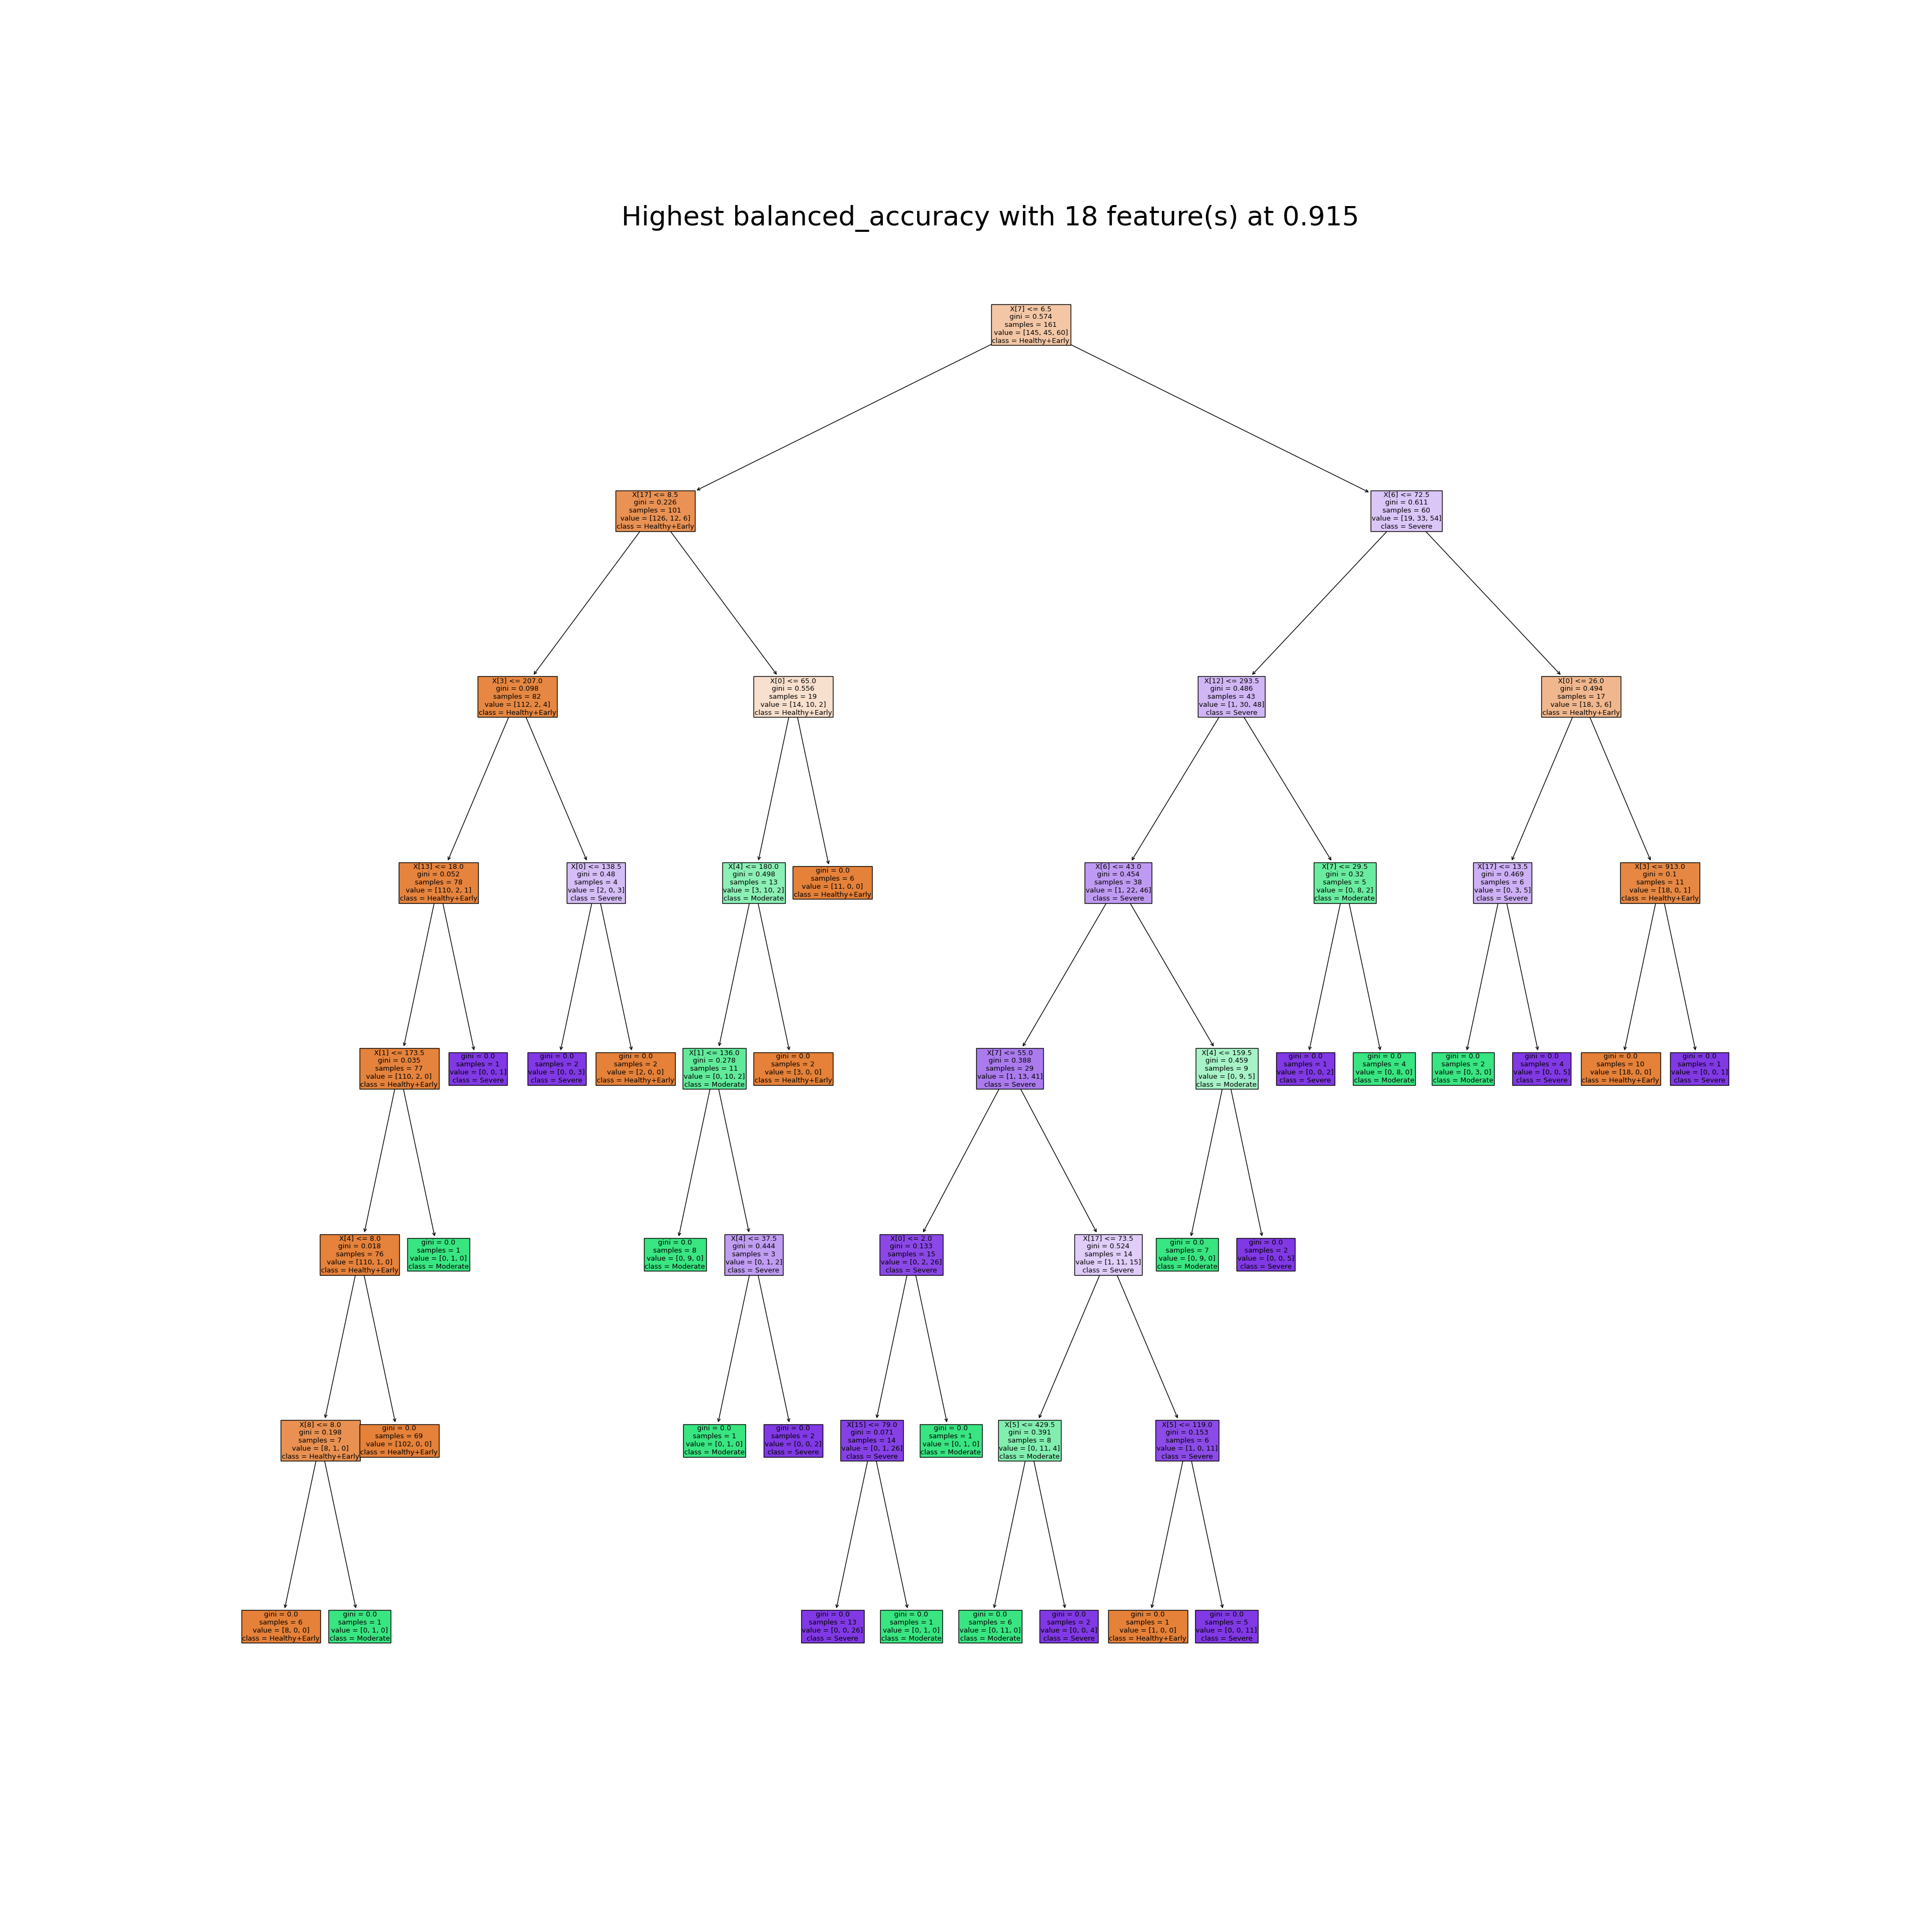 Highest balanced_accuracy with 18 feature(s) at 0.915
X[7] <= 6.5
gini = 0.574
samples = 161
value = [145, 45, 60]
class = Healthy+Early
X[17] <= 8.5
gini = 0.226
samples = 101
value = [126, 12, 6]
class = Healthy+Early
X[6] <= 72.5
gini = 0.611
samples = 60
value = [19, 33, 54]
class = Severe
X[3] <= 207.0
gini = 0.098
samples = 82
value = [112, 2, 4]
class = Healthy+Early
X[0] <= 65.0
gini = 0.556
samples = 19
value = [14, 10, 2]
class = Healthy+Early
X[12] <= 293.5
gini = 0.486
samples = 43
value = [1, 30, 48]
class = Severe
X[0] <= 26.0
gini = 0.494
samples = 17
value = [18, 3, 6]
class = Healthy+Early
X[13] <= 18.0
gini = 0.052
samples = 78
value = [110, 2, 1]
class = Healthy+Early
X[0] <= 138.5
gini = 0.48
samples = 4
value = [2, 0, 3]
class = Severe
X[4] <= 180.0
gini = 0.498
samples = 13
value = [3, 10, 2]
class = Moderate
gini = 0.0
samples = 6
value = [11, 0, 0]
class = Healthy+Early
X[6] <= 43.0
gini = 0.454
samples = 38
value = [1, 22, 46]
class = Severe
X[7] <= 29.5
gini = 0.32
samples = 5
value = [0, 8, 2]
class = Moderate
X[17] <= 13.5
gini = 0.469
samples = 6
value = [0, 3, 5]
class = Severe
X[3] <= 913.0
gini = 0.1
samples = 11
value = [18, 0, 1]
class = Healthy+Early
X[1] <= 173.5
gini = 0.035
samples = 77
value = [110, 2, 0]
class = Healthy+Early
gini = 0.0
samples = 1
value = [0, 0, 1]
class = Severe
gini = 0.0
samples = 2
value = [0, 0, 3]
class = Severe
gini = 0.0
samples = 2
value = [2, 0, 0]
class = Healthy+Early
X[1] <= 136.0
gini = 0.278
samples = 11
value = [0, 10, 2]
class = Moderate
gini = 0.0
samples = 2
value = [3, 0, 0]
class = Healthy+Early
X[7] <= 55.0
gini = 0.388
samples = 29
value = [1, 13, 41]
class = Severe
X[4] <= 159.5
gini = 0.459
samples = 9
value = [0, 9, 5]
class = Moderate
gini = 0.0
samples = 1
value = [0, 0, 2]
class = Severe
gini = 0.0
samples = 4
value = [0, 8, 0]
class = Moderate
gini = 0.0
samples = 2
value = [0, 3, 0]
class = Moderate
gini = 0.0
samples = 4
value = [0, 0, 5]
class = Severe
gini = 0.0
samples = 10
value = [18, 0, 0]
class = Healthy+Early
gini = 0.0
samples = 1
value = [0, 0, 1]
class = Severe
X[4] <= 8.0
gini = 0.018
samples = 76
value = [110, 1, 0]
class = Healthy+Early
gini = 0.0
samples = 1
value = [0, 1, 0]
class = Moderate
gini = 0.0
samples = 8
value = [0, 9, 0]
class = Moderate
X[4] <= 37.5
gini = 0.444
samples = 3
value = [0, 1, 2]
class = Severe
X[0] <= 2.0
gini = 0.133
samples = 15
value = [0, 2, 26]
class = Severe
X[17] <= 73.5
gini = 0.524
samples = 14
value = [1, 11, 15]
class = Severe
gini = 0.0
samples = 7
value = [0, 9, 0]
class = Moderate
gini = 0.0
samples = 2
value = [0, 0, 5]
class = Severe
X[8] <= 8.0
gini = 0.198
samples = 7
value = [8, 1, 0]
class = Healthy+Early
gini = 0.0
samples = 69
value = [102, 0, 0]
class = Healthy+Early
gini = 0.0
samples = 1
value = [0, 1, 0]
class = Moderate
gini = 0.0
samples = 2
value = [0, 0, 2]
class = Severe
X[15] <= 79.0
gini = 0.071
samples = 14
value = [0, 1, 26]
class = Severe
gini = 0.0
samples = 1
value = [0, 1, 0]
class = Moderate
X[5] <= 429.5
gini = 0.391
samples = 8
value = [0, 11, 4]
class = Moderate
X[5] <= 119.0
gini = 0.153
samples = 6
value = [1, 0, 11]
class = Severe
gini = 0.0
samples = 6
value = [8, 0, 0]
class = Healthy+Early
gini = 0.0
samples = 1
value = [0, 1, 0]
class = Moderate
gini = 0.0
samples = 13
value = [0, 0, 26]
class = Severe
gini = 0.0
samples = 1
value = [0, 1, 0]
class = Moderate
gini = 0.0
samples = 6
value = [0, 11, 0]
class = Moderate
gini = 0.0
samples = 2
value = [0, 0, 4]
class = Severe
gini = 0.0
samples = 1
value = [1, 0, 0]
class = Healthy+Early
gini = 0.0
samples = 5
value = [0, 0, 11]
class = Severe